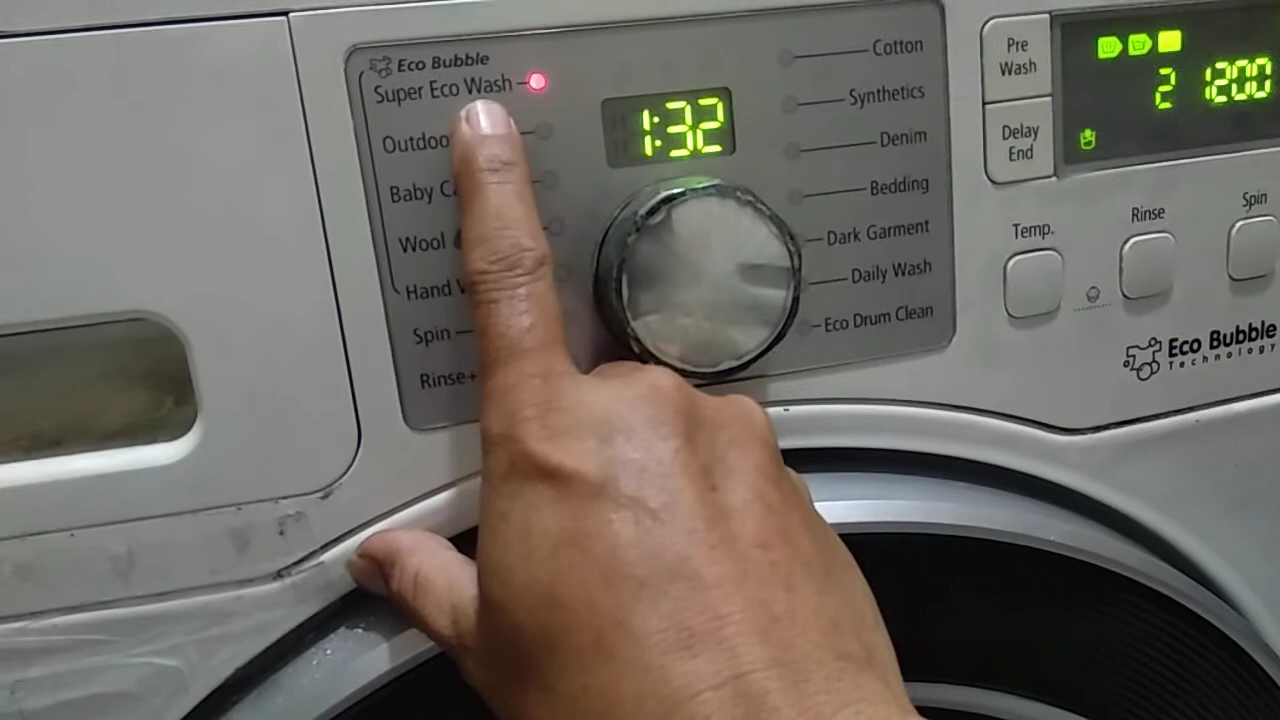 Eco Bubble
Super Eco Wash
Outdoo
Baby C
Wool
Hand
Spin
Rinse+
1:32
Cotton
Synthetics
Denim
Bedding
Dark Garment
Daily Wash
Eco Drum Clean
Pre
Wash
Delay
End
2 1200
Temp.
Rinse
Spin
Eco Bubble
Technology